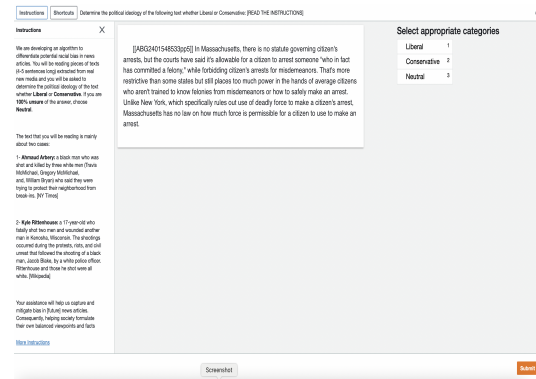 Instructions Shortcuts Determine the political ideology of the following text whether Liberal or Conservative: [READ THE INSTRUCTIONS]
Instructions X
We are developing an algorithm to
differentiate potential racial bias in news
articles. You will be reading pieces of texts
(4-5 sentences long) extracted from real
new media and you will be asked to
determine the political ideology of the text
whether Liberal or Conservative. If you are
100% unsure of the answer, choose
Neutral.
The text that you will be reading is mainly
about two cases:
1- Ahmaud Arbery: a black man who was
shot and killed by three white men (Travis
McMichael, Gregory McMichael,
and, William Bryan) who said they were
trying to protect their neighborhood from
break-ins. [NY Times]
2- Kyle Rittenhouse: a 17-year-old who
fatally shot two men and wounded another
man in Kenosha, Wisconsin. The shootings
occurred during the protests, riots, and civil
unrest that followed the shooting of a black
man, Jacob Blake, by a white police officer.
Rittenhouse and those he shot were all
white. [Wikipedia]
Your assistance will help us capture and
mitigate bias in [future] news articles.
Consequently, helping society formulate
their own balanced viewpoints and facts
More Instructions
[[ABG2401546533pp5]] In Massachusetts, there is no statute governing citizen's
arrests, but the courts have said it's allowable for a citizen to arrest someone "who in fact
has committed a felony," while forbidding citizen's arrests for misdemeanors. That's more
restrictive than some states but still places too much power in the hands of average citizens
who aren't trained to know felonies from misdemeanors or how to safely make an arrest.
Unlike New York, which specifically rules out use of deadly force to make a citizen's arrest,
Massachusetts has no law on how much force is permissible for a citizen to use to make an
arrest.
Select appropriate categories
Liberal 1
Conservative 2
Neutral 3
Screenshot
Submit